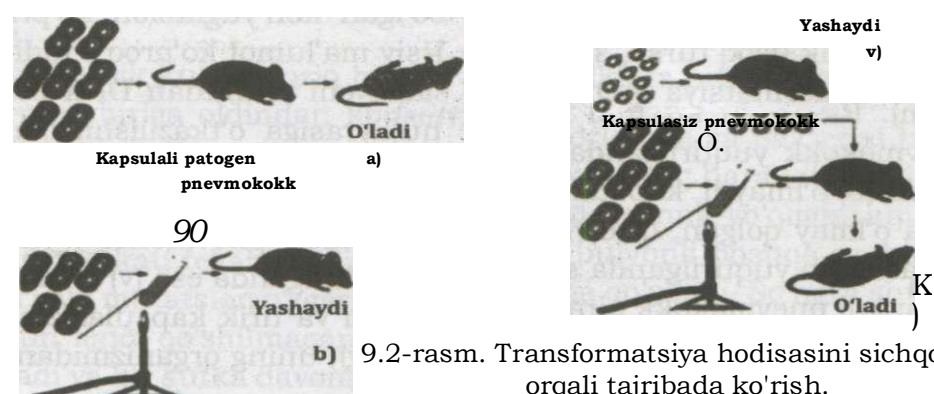 O'ladi
Kapsulali patogen a)
pnevmokokk
90
Yashaydi
b)
Yashaydi
v)
Kapsulasiz pnevmokokk
O.
O'ladi
K
)
9.2-rasm. Transformatsiya hodisasini sichqo
orqali tajribada ko'rish.